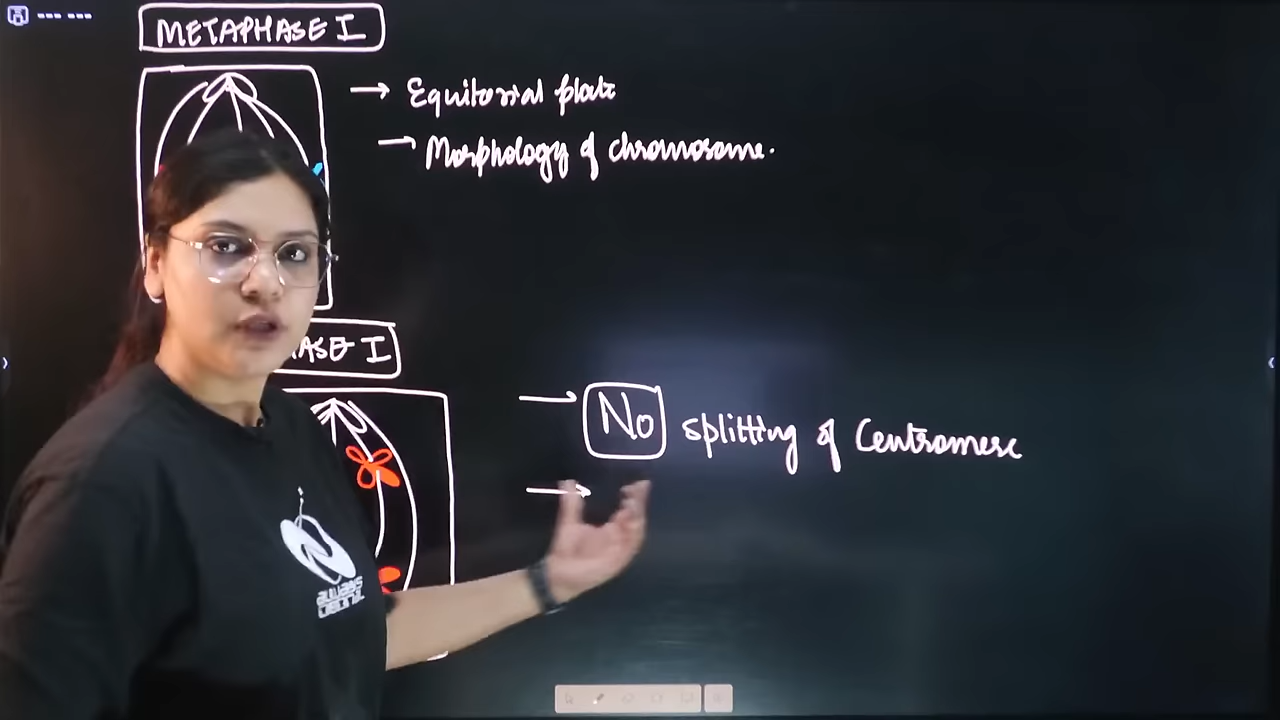 METAPHASE I
→ Equitorial plate
→ Morphology of chromosome.
ASE I
→ No splitting of Centromere
→